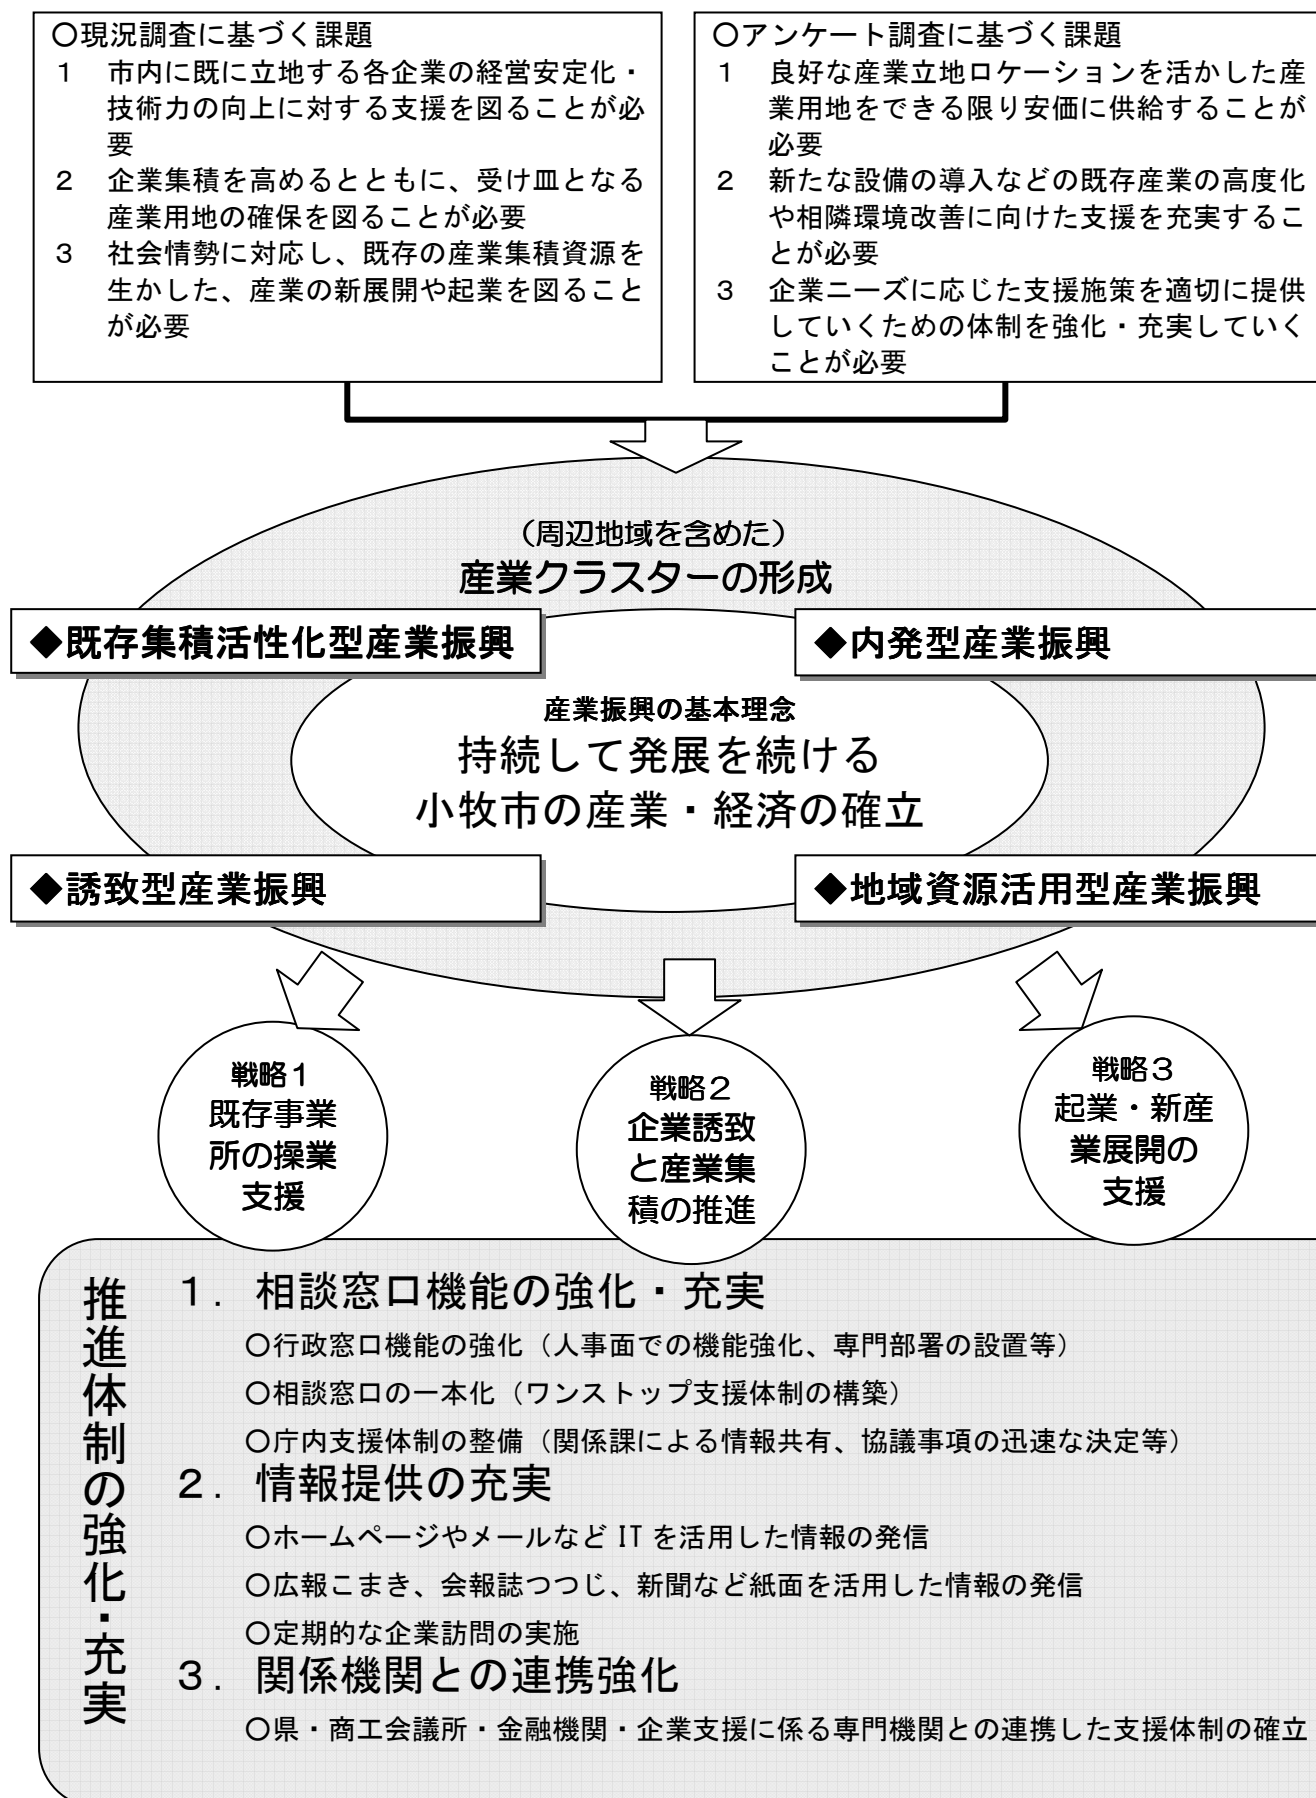 〇現況調査に基づく課題
１　市内に既に立地する各企業の経営安定化・
技術力の向上に対する支援を図ることが必
要
２　企業集積を高めるとともに、受け皿となる
産業用地の確保を図ることが必要
３　社会情勢に対応し、既存の産業集積資源を
生かした、産業の新展開や起業を図ること
が必要
〇アンケート調査に基づく課題
１　良好な産業立地ロケーションを活かした産
業用地をできる限り安価に供給することが
必要
２　新たな設備の導入などの既存産業の高度化
や相隣環境改善に向けた支援を充実するこ
とが必要
３　企業ニーズに応じた支援施策を適切に提供
していくための体制を強化・充実していく
ことが必要
（周辺地域を含めた）
産業クラスターの形成
◆既存集積活性化型産業振興
◆内発型産業振興
産業振興の基本理念
持続して発展を続ける
小牧市の産業・経済の確立
◆誘致型産業振興
◆地域資源活用型産業振興
戦略１
既存事業
所の操業
支援
戦略２
企業誘致
と産業集
積の推進
戦略３
起業・新産
業展開の
支援
推進体制の強化・充実
１．相談窓口機能の強化・充実
〇行政窓口機能の強化（人事面での機能強化、専門部署の設置等）
〇相談窓口の一本化（ワンストップ支援体制の構築）
〇庁内支援体制の整備（関係課による情報共有、協議事項の迅速な決定等）
２．情報提供の充実
〇ホームページやメールなど IT を活用した情報の発信
〇広報こまき、会報誌つつじ、新聞など紙面を活用した情報の発信
〇定期的な企業訪問の実施
３．関係機関との連携強化
〇県・商工会議所・金融機関・企業支援に係る専門機関との連携した支援体制の確立